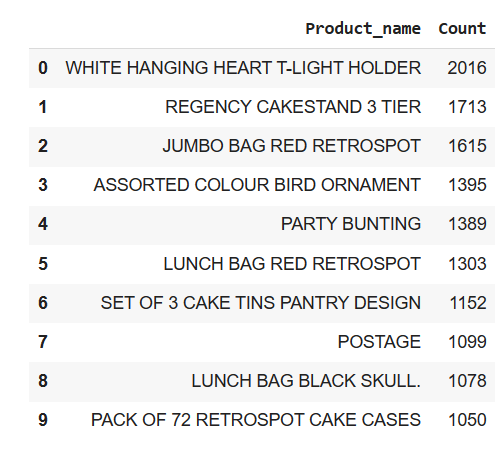 Product_name Count
0 WHITE HANGING HEART T-LIGHT HOLDER 2016
1 REGENCY CAKESTAND 3 TIER 1713
2 JUMBO BAG RED RETROSPOT 1615
3 ASSORTED COLOUR BIRD ORNAMENT 1395
4 PARTY BUNTING 1389
5 LUNCH BAG RED RETROSPOT 1303
6 SET OF 3 CAKE TINS PANTRY DESIGN 1152
7 POSTAGE 1099
8 LUNCH BAG BLACK SKULL. 1078
9 PACK OF 72 RETROSPOT CAKE CASES 1050